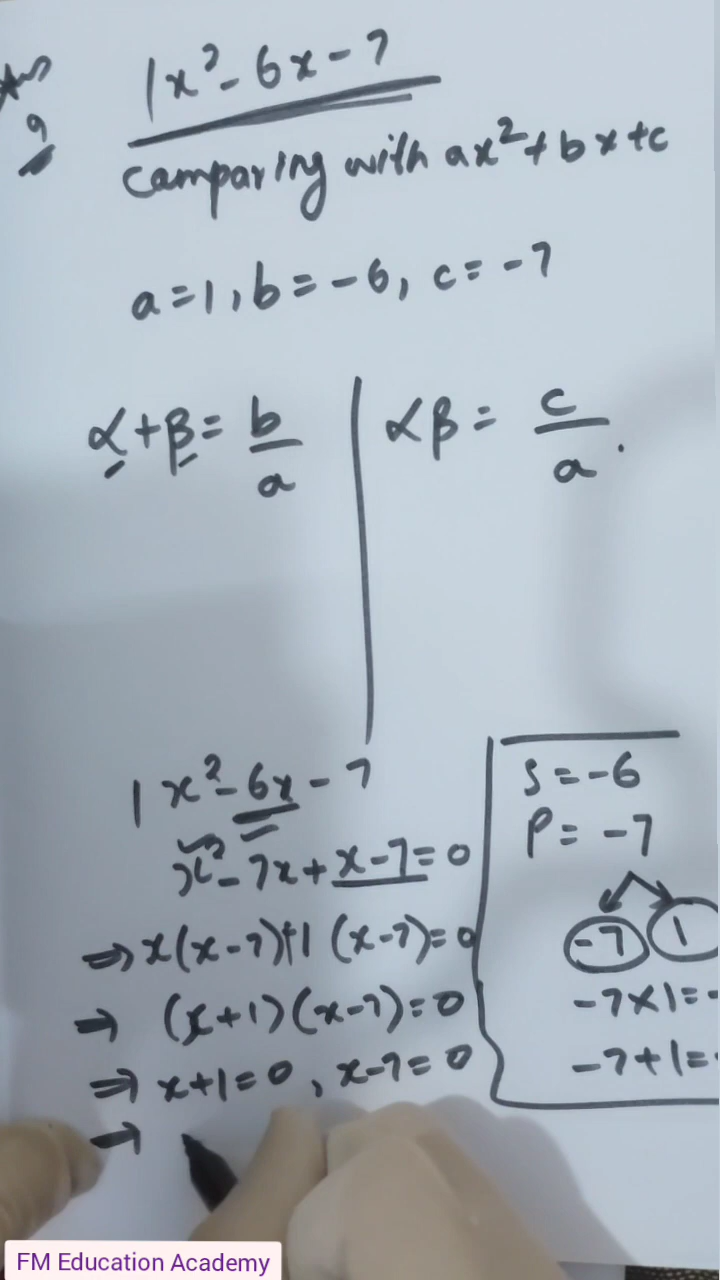 Ans
9
1x²-6x-7
camparing with ax²+bx+c
a=1, b=-6, c=-7
α+β= b/a
αβ= c/a.
1x²-6x-7
x²-7x+x-7=0
⇒ x(x-7)+1(x-7)=0
⇒ (x+1)(x-7)=0
⇒ x+1=0, x-7=0
⇒
S=-6
P=-7
-7 1
-7×1=-
-7+1=-
FM Education Academy